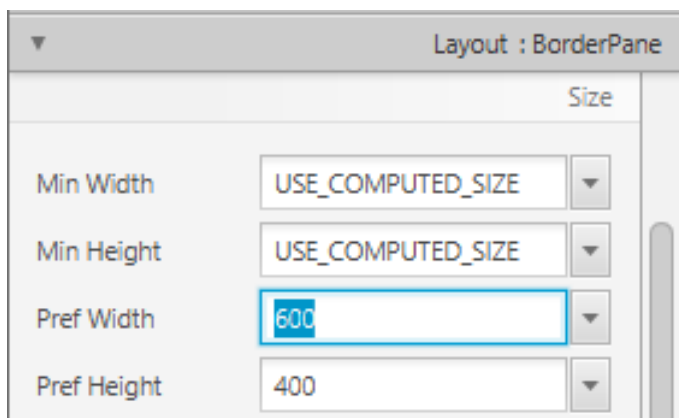 Layout : BorderPane
Size
Min Width USE_COMPUTED_SIZE
Min Height USE_COMPUTED_SIZE
Pref Width 600
Pref Height 400